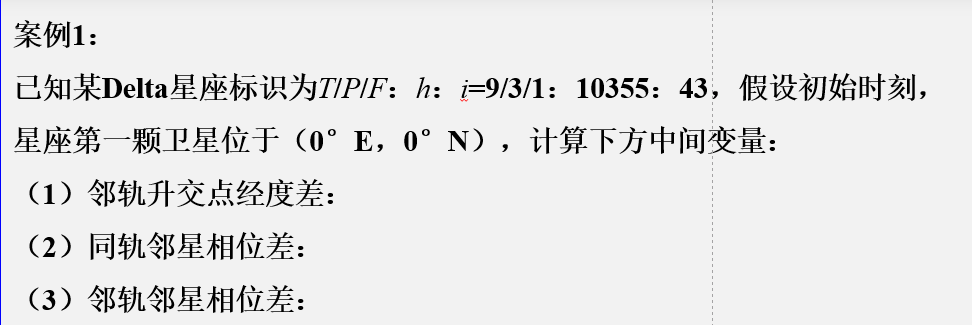 案例1：
已知某Delta星座标识为T/P/F：h：i=9/3/1：10355：43，假设初始时刻，
星座第一颗卫星位于（0°E，0°N），计算下方中间变量：
（1）邻轨升交点经度差：
（2）同轨邻星相位差：
（3）邻轨邻星相位差：